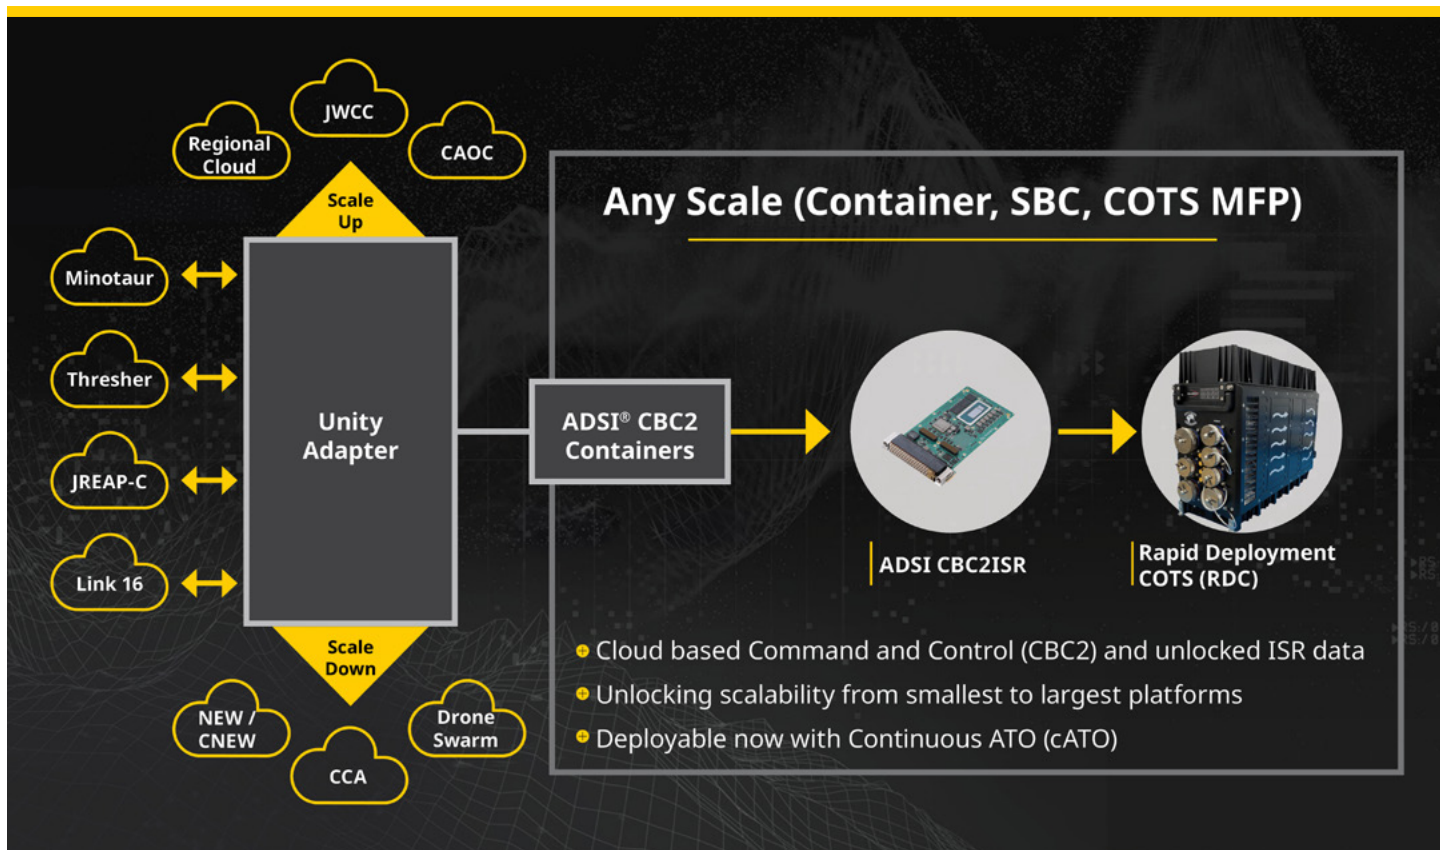 JWCC
Regional
Cloud
CAOC
Scale
Up
Any Scale (Container, SBC, COTS MFP)
Minotaur
Thresher
JREAP-C
Link 16
Unity
Adapter
ADSI® CBC2
Containers
ADSI CBC2ISR
Rapid Deployment
COTS (RDC)
Scale
Down
NEW /
CNEW
CCA
Drone
Swarm
Cloud based Command and Control (CBC2) and unlocked ISR data
Unlocking scalability from smallest to largest platforms
Deployable now with Continuous ATO (cATO)